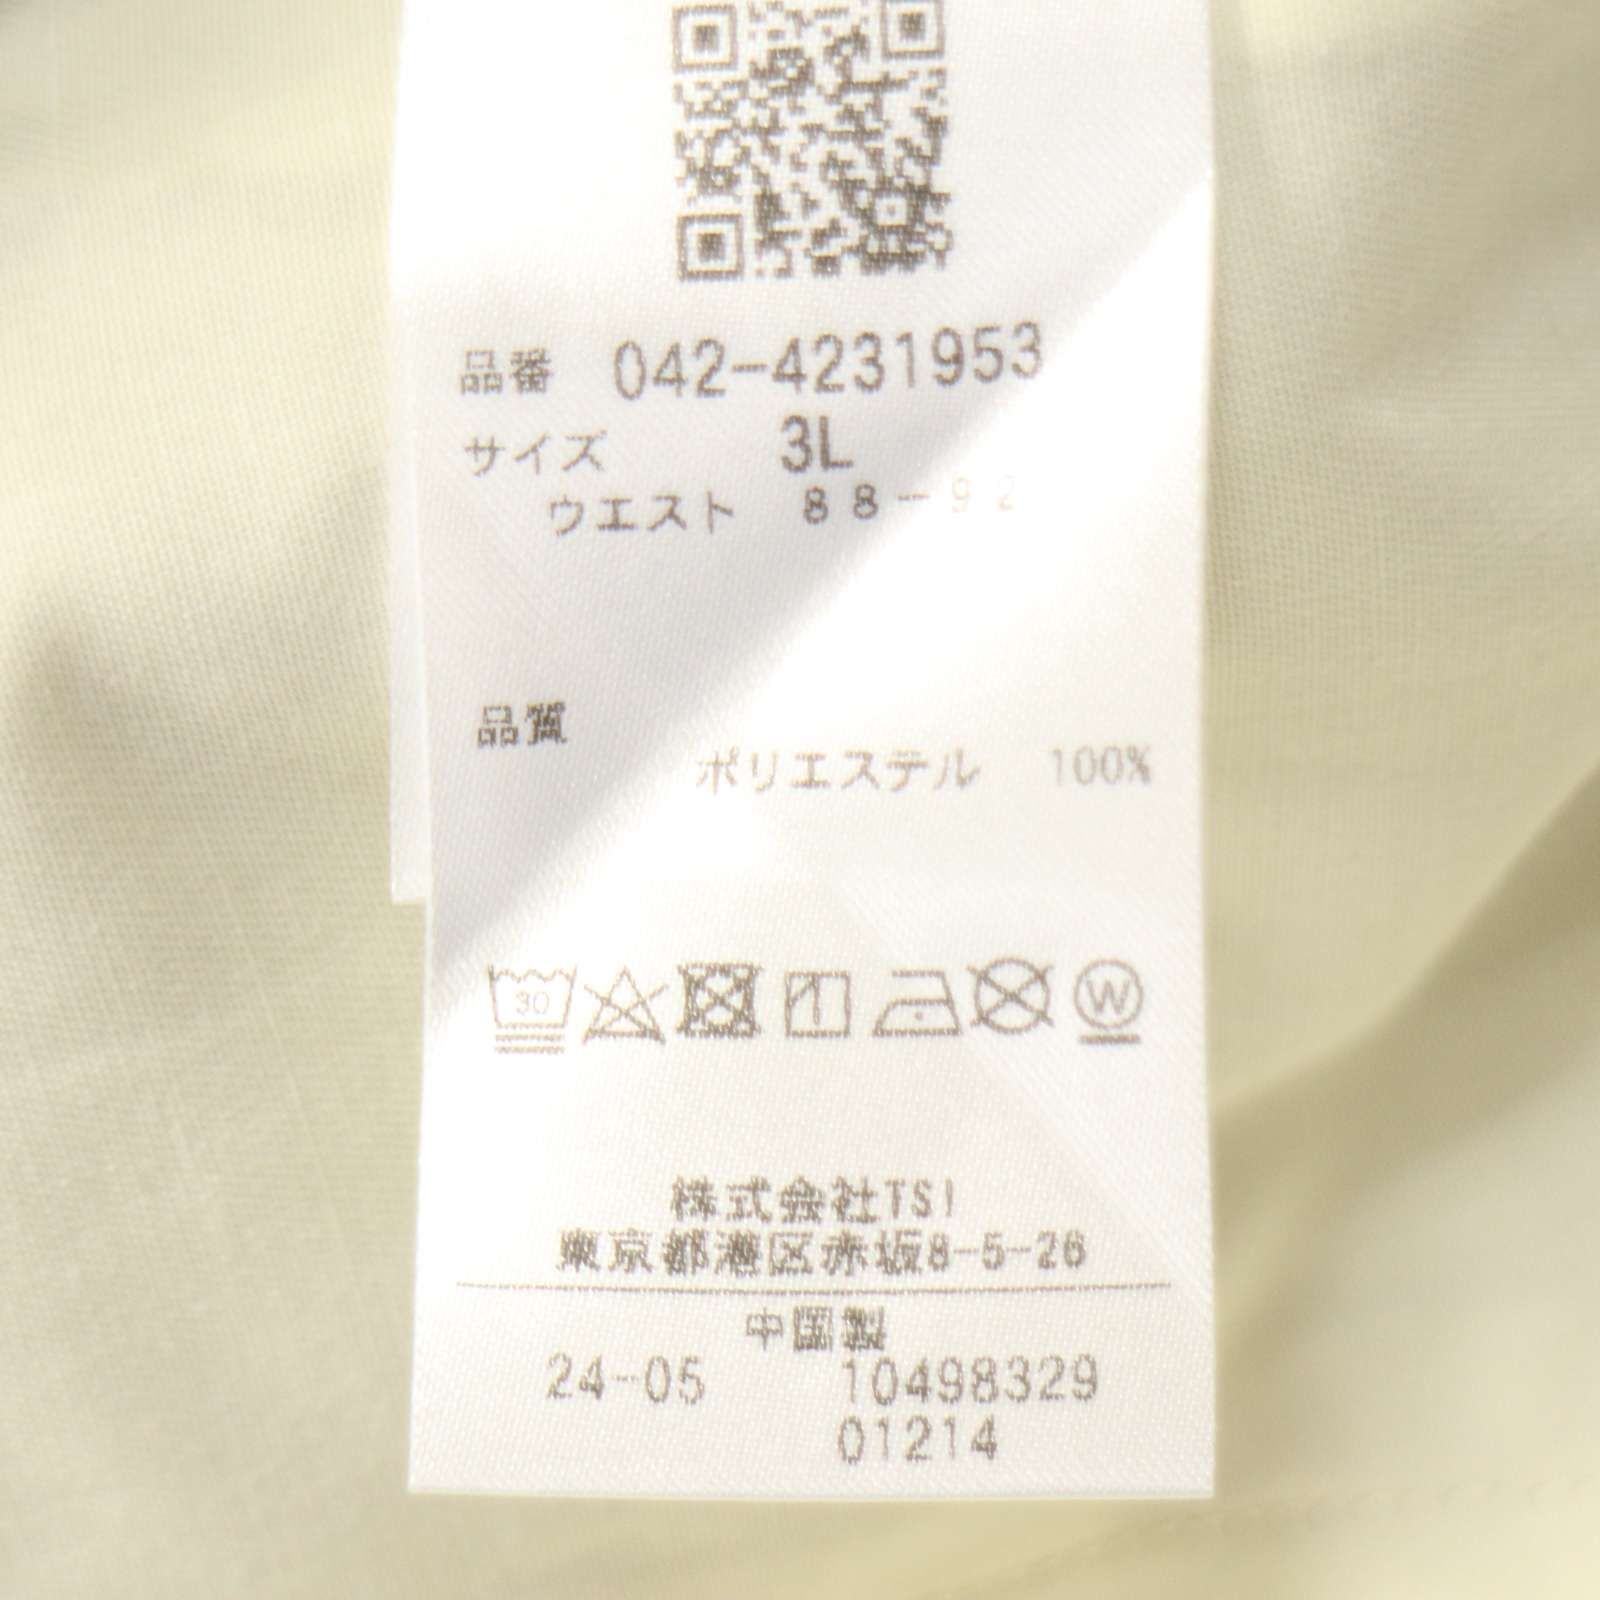 品番 042-4231953
サイズ 3L
ウエスト 88-92
品質
ポリエステル 100%
30
W
株式会社TSI
東京都港区赤坂8-5-26
中国製
24-05 10498329
01214